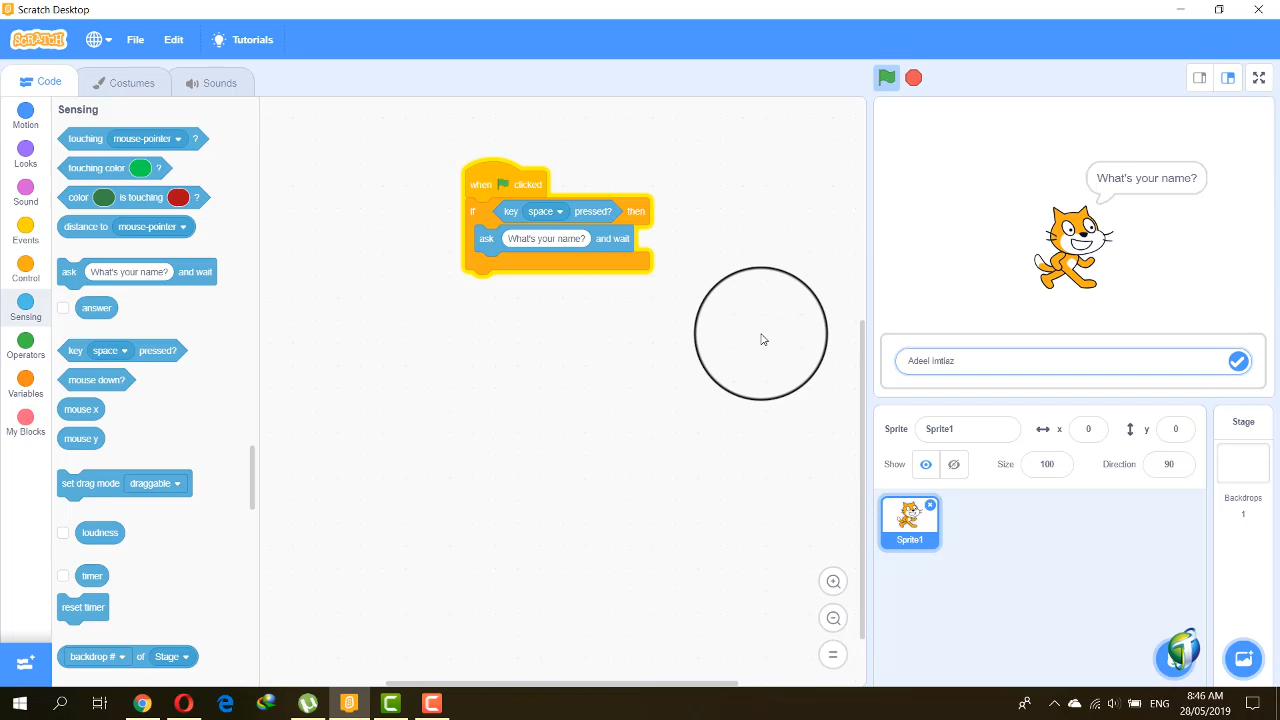 Scratch Desktop
SCRATCH
File
Edit
Tutorials
Code
Costumes
Sounds
Motion
Looks
Sound
Events
Control
Sensing
Operators
Variables
My Blocks
Sensing
touching mouse-pointer ?
touching color ?
color is touching ?
distance to mouse-pointer
ask What's your name? and wait
answer
key space pressed?
mouse down?
mouse x
mouse y
set drag mode draggable
loudness
timer
reset timer
backdrop # of Stage
when clicked
if key space pressed? then
ask What's your name? and wait
What's your name?
Adeel Imtiaz
Sprite Sprite1 x 0 y 0
Show Size 100 Direction 90
Sprite1
Stage
Backdrops
1
ENG
8:46 AM
28/05/2019